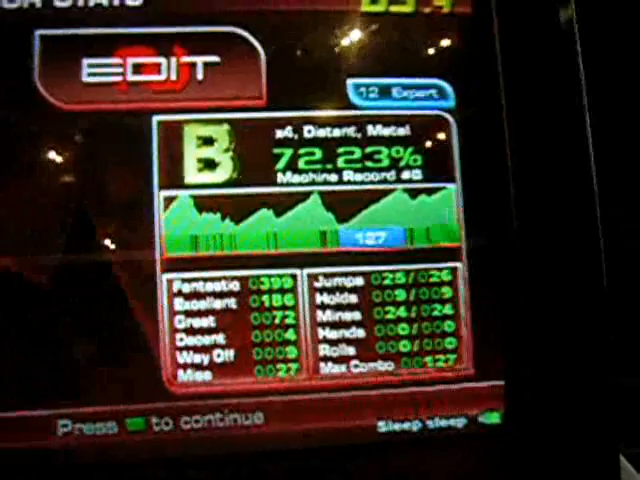 EDIT
12 Expert
B
x4, Distant, Metal
72.23%
Machine Record #8
127
Fantastic 0399
Excellent 0186
Great 0072
Decent 0004
Way Off 0009
Miss 0027
Jumps 025/026
Holds 009/009
Mines 024/024
Hands 000/000
Rolls 000/000
Max Combo 00127
Press to continue
Sleep sleep